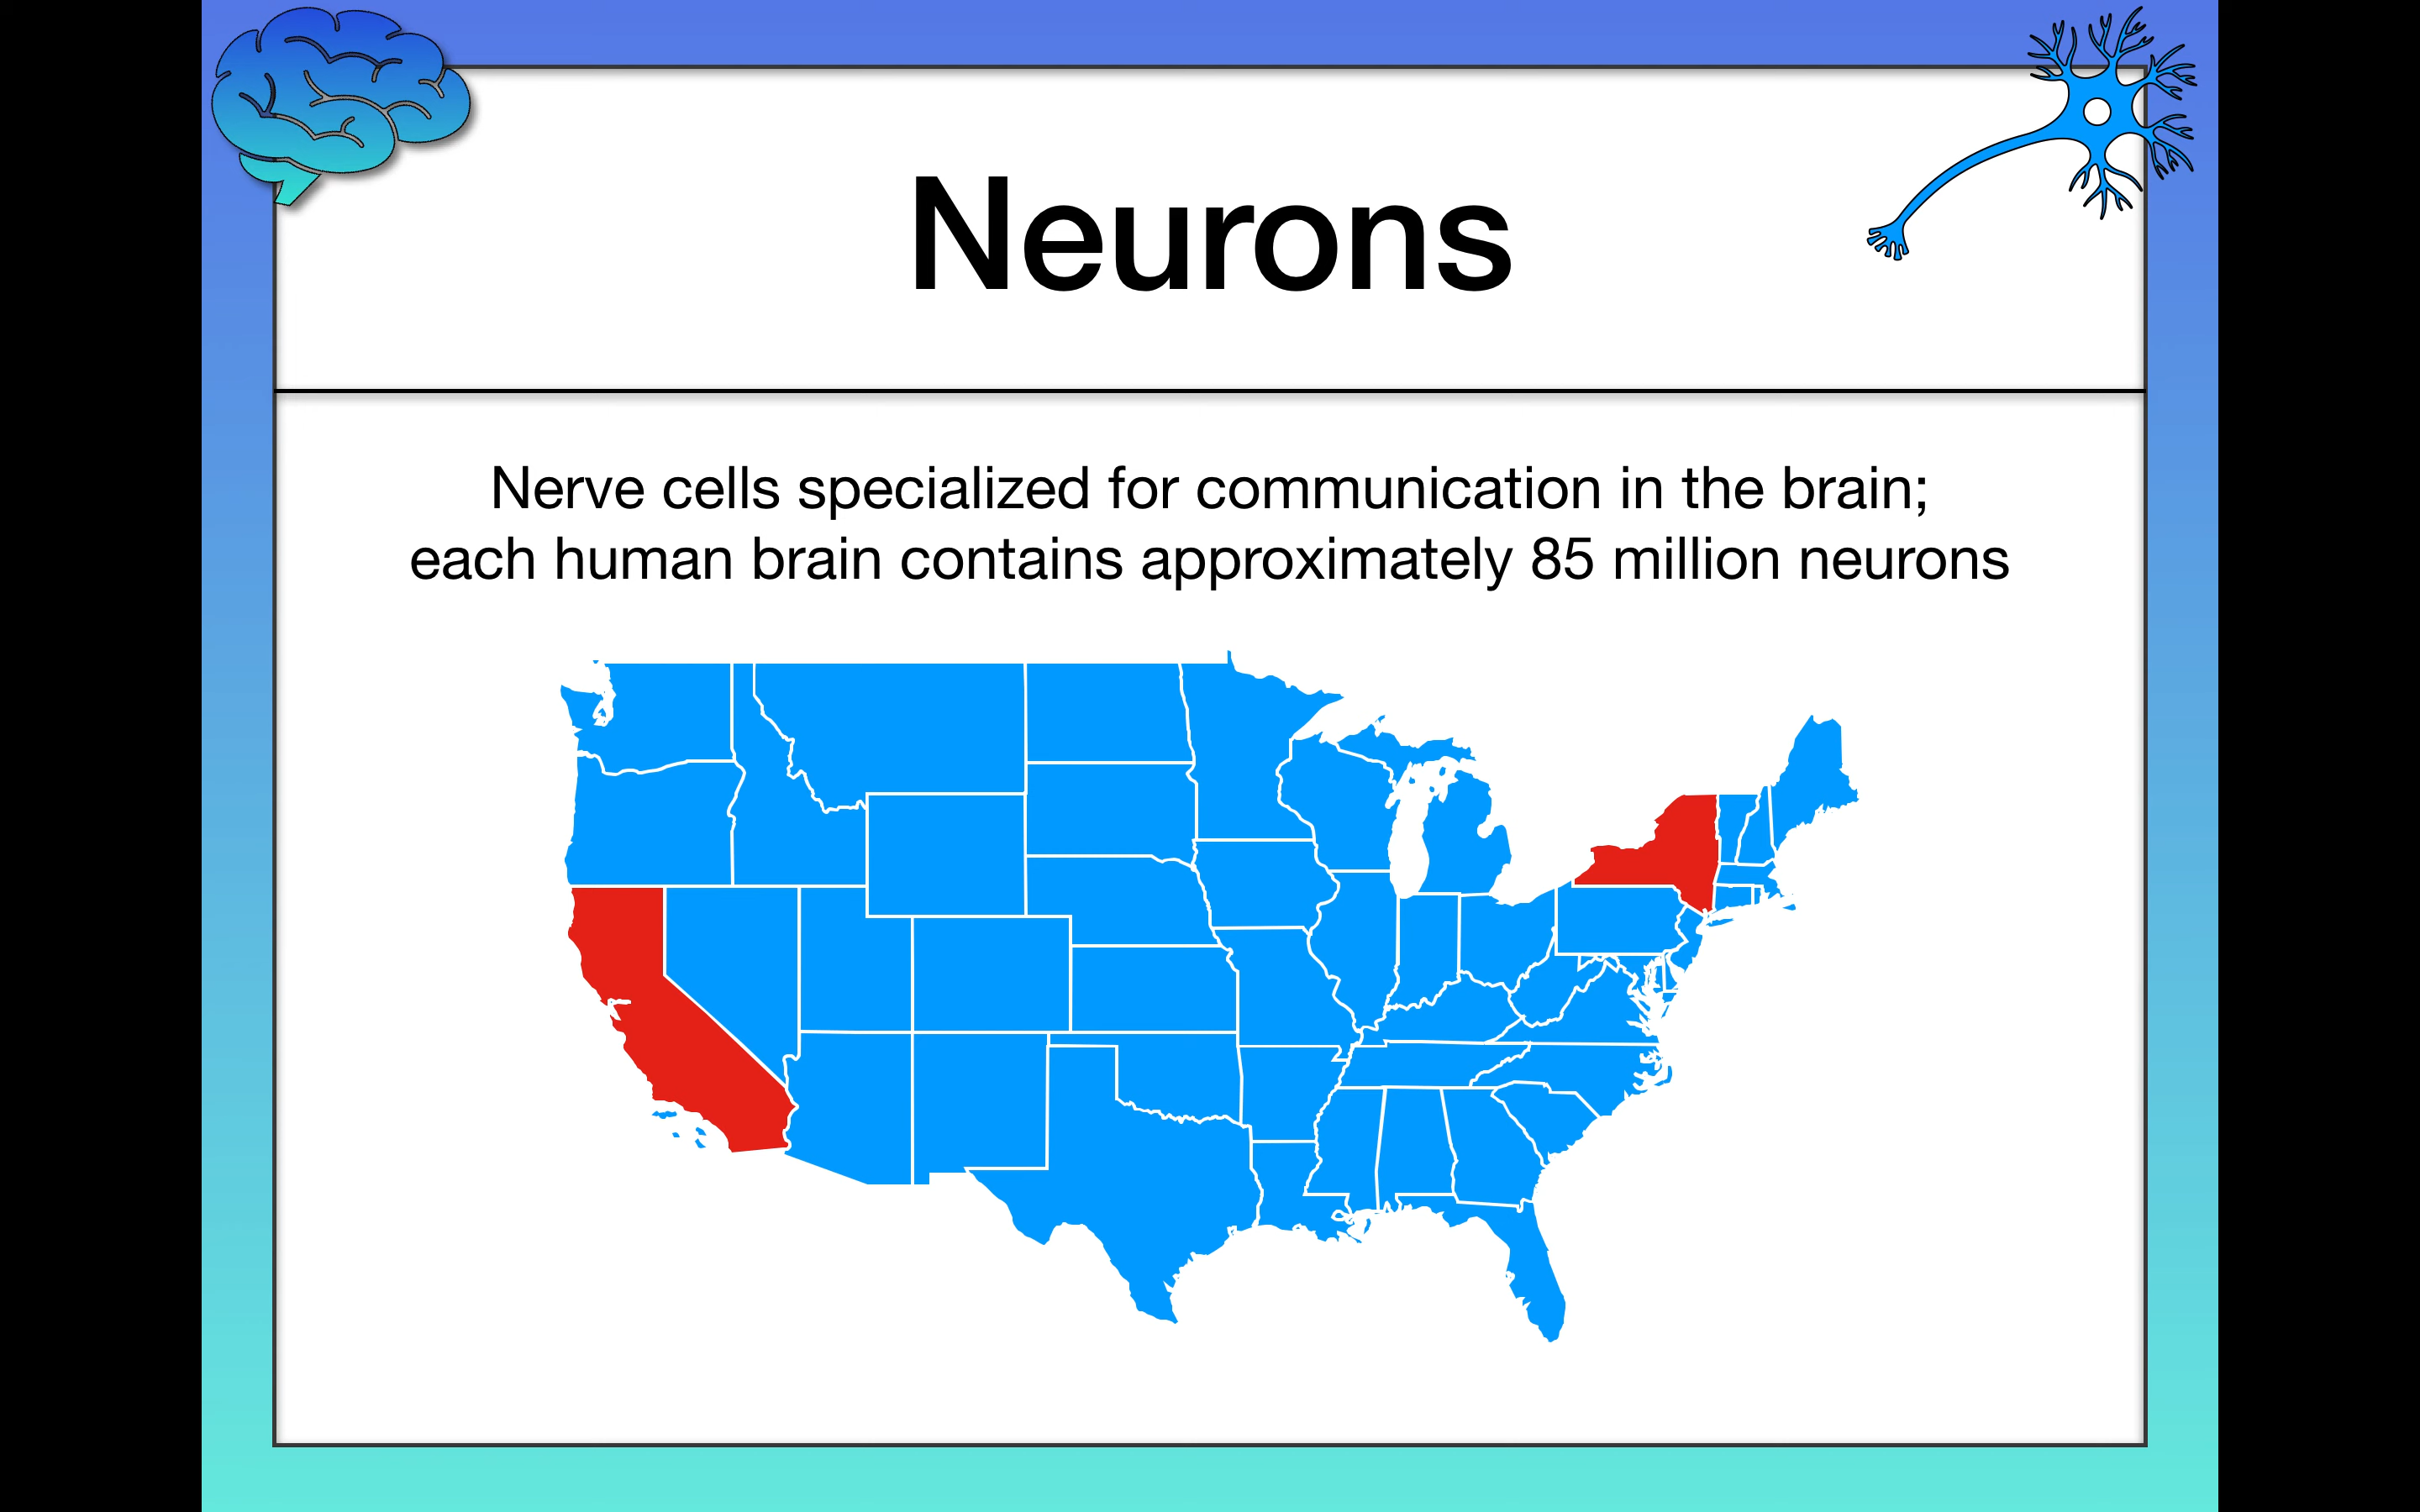 Neurons
Nerve cells specialized for communication in the brain;
each human brain contains approximately 85 million neurons